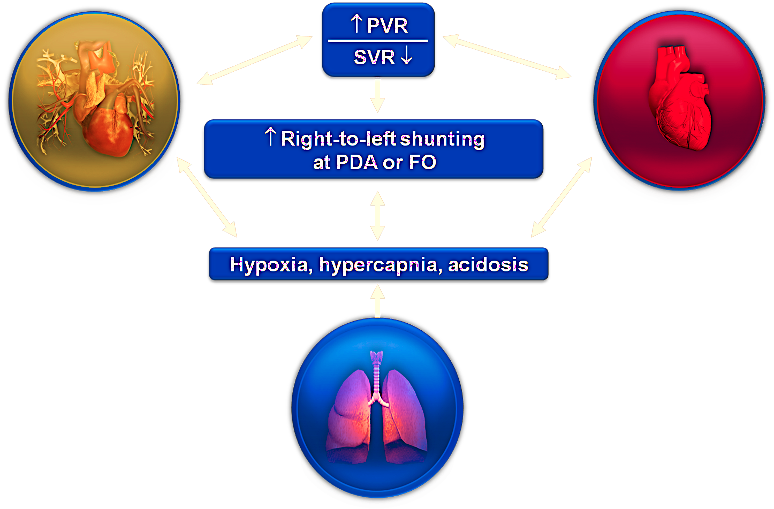 ↑PVR
SVR↓
↑Right-to-left shunting
at PDA or FO
Hypoxia, hypercapnia, acidosis